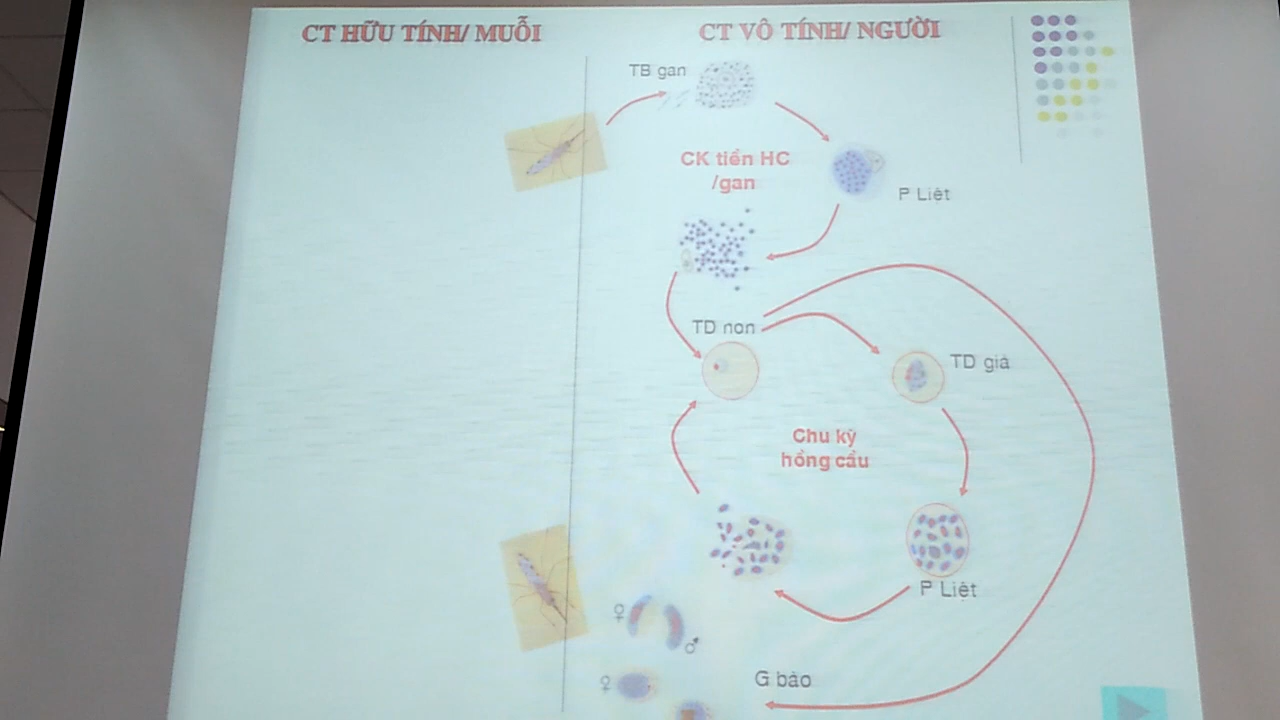 CT HỮU TÍNH/ MUỖI
CT VÔ TÍNH/ NGƯỜI
TB gan
CK tiền HC
/gan
P Liệt
TD non
TD già
Chu kỳ
hồng cầu
P Liệt
♀
♂
♀
G bào